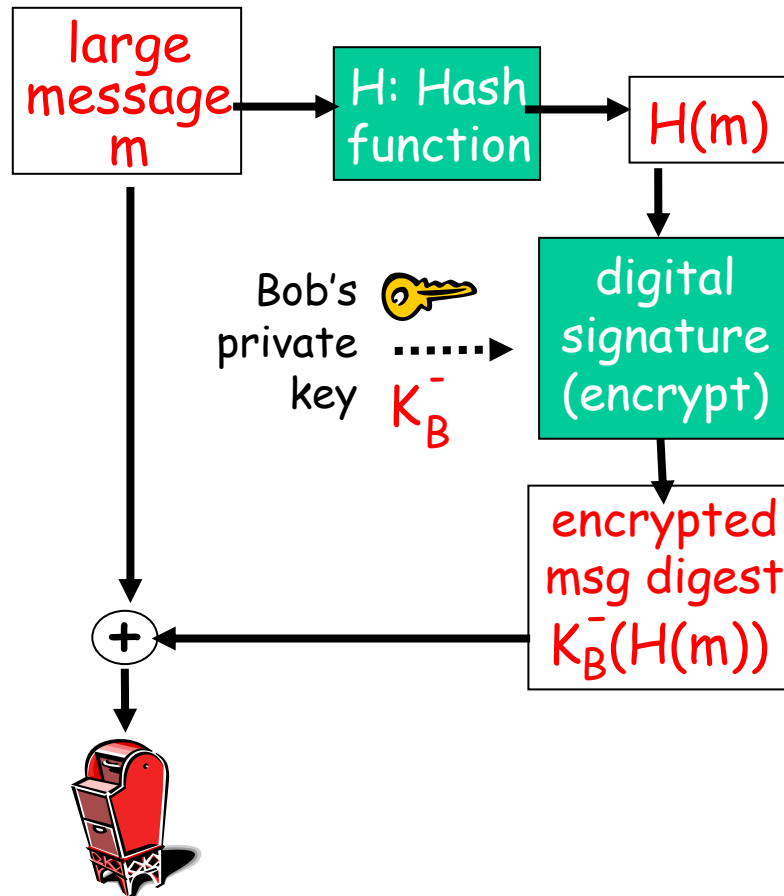 large
message
m
H: Hash
function
H(m)
Bob's
private
key K_B^-
digital
signature
(encrypt)
encrypted
msg digest
K_B^-(H(m))
+